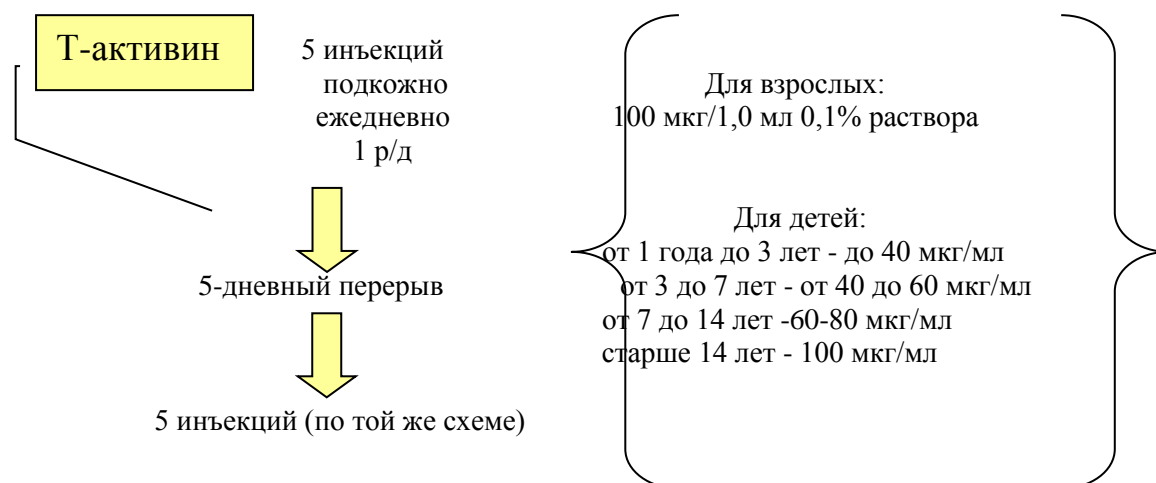 Т-активин
5 инъекций
подкожно
ежедневно
1 р/д
5-дневный перерыв
5 инъекций (по той же схеме)
Для взрослых:
100 мкг/1,0 мл 0,1% раствора
Для детей:
от 1 года до 3 лет - до 40 мкг/мл
от 3 до 7 лет - от 40 до 60 мкг/мл
от 7 до 14 лет -60-80 мкг/мл
старше 14 лет - 100 мкг/мл